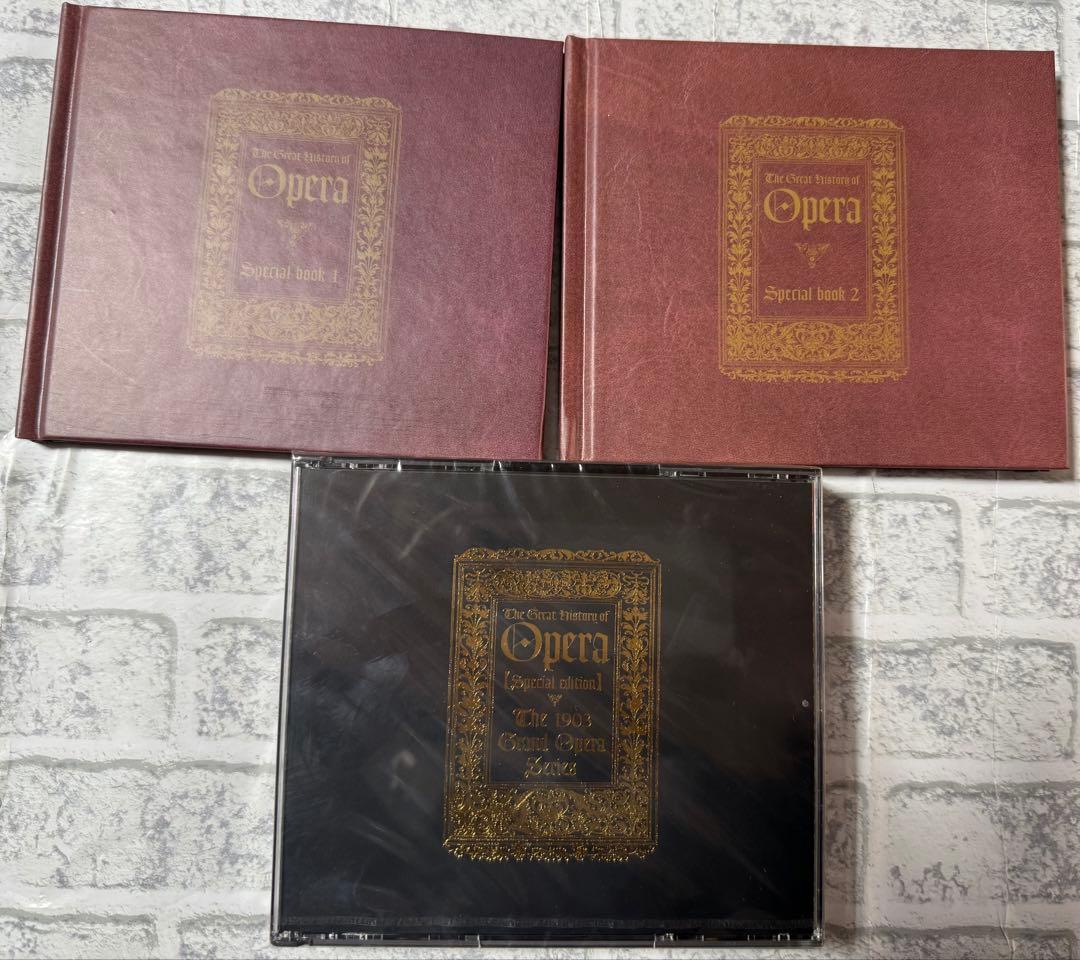 The Great History of
Opera
Special book 1
The Great History of
Opera
Special book 2
The Great History of
Opera
[Special edition]
The 1903
Grand Opera
Series